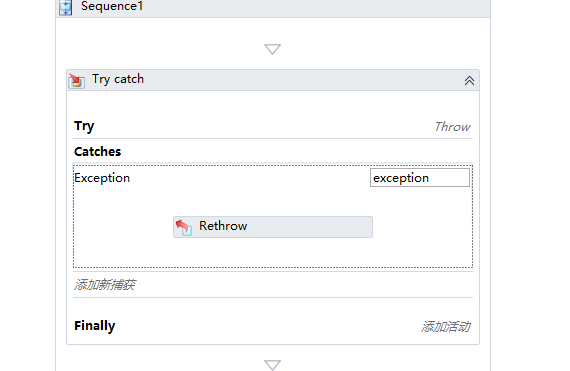 Sequence1
Try catch
Try Throw
Catches
Exception exception
Rethrow
添加新捕获
Finally 添加活动